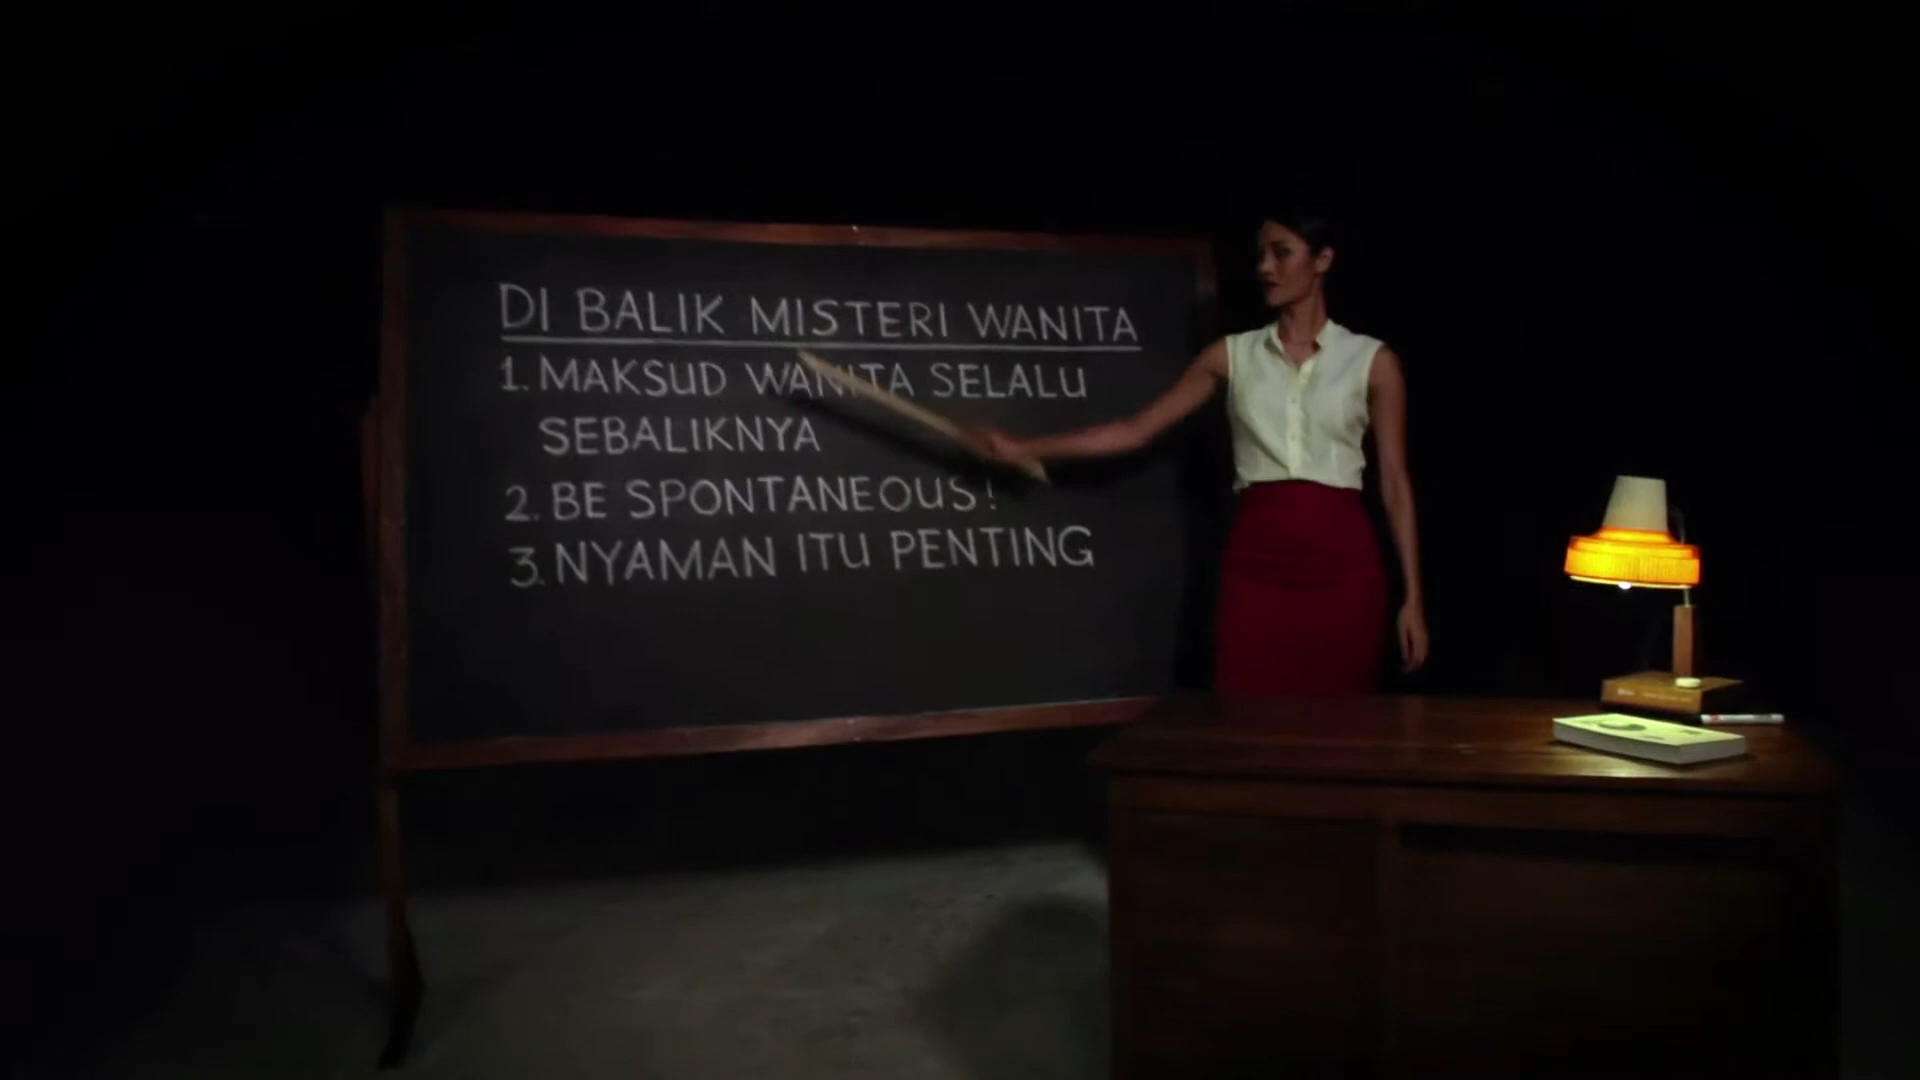 DI BALIK MISTERI WANITA
1. MAKSUD WANITA SELALU
SEBALIKNYA
2. BE SPONTANEOUS!
3. NYAMAN ITU PENTING